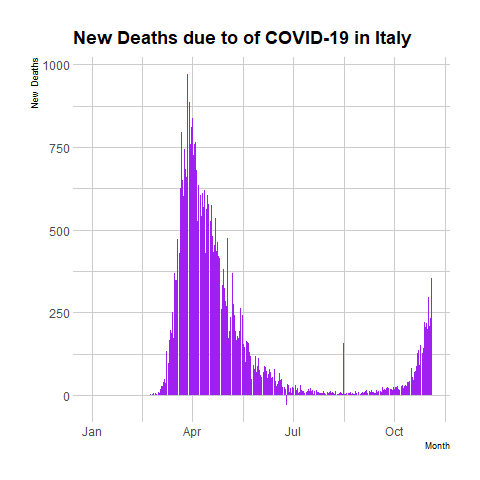 New Deaths due to of COVID-19 in Italy
New Deaths
1000
750
500
250
0
Jan Apr Jul Oct
Month